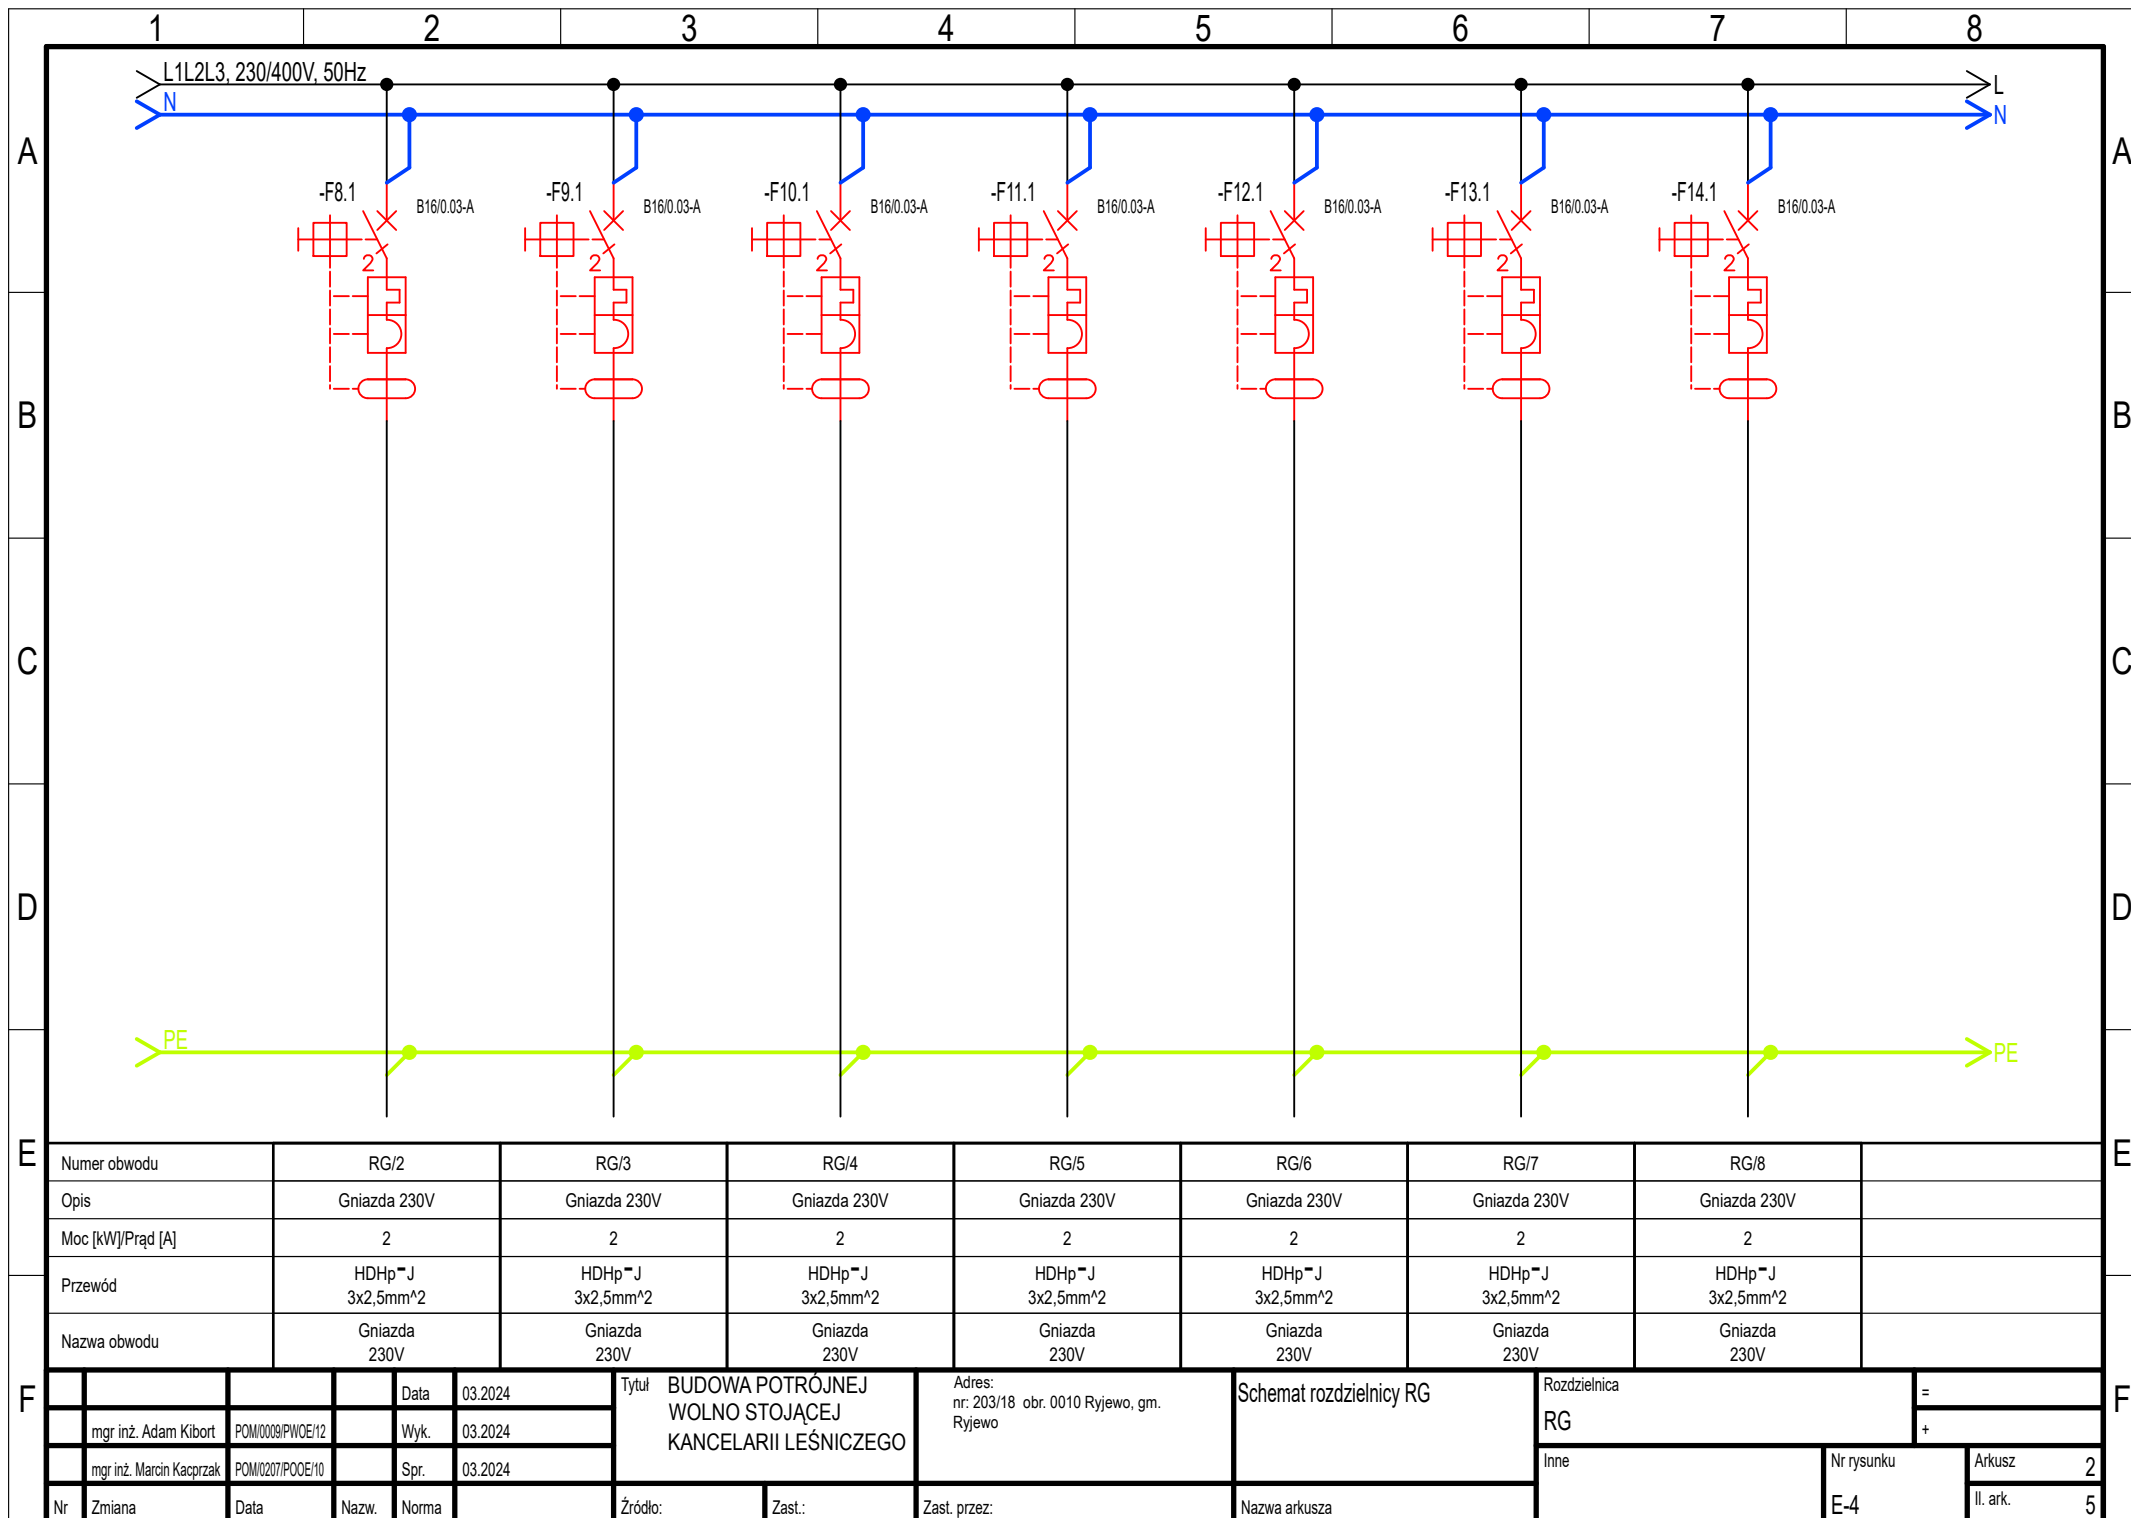 1 2 3 4 5 6 7 8
L1L2L3, 230/400V, 50Hz
L
N
N
A
A
-F8.1 B16/0.03-A -F9.1 B16/0.03-A -F10.1 B16/0.03-A -F11.1 B16/0.03-A -F12.1 B16/0.03-A -F13.1 B16/0.03-A -F14.1 B16/0.03-A
2 2 2 2 2 2 2
B
B
C
C
D
D
PE
PE
E
E
Numer obwodu RG/2 RG/3 RG/4 RG/5 RG/6 RG/7 RG/8
Opis Gniazda 230V Gniazda 230V Gniazda 230V Gniazda 230V Gniazda 230V Gniazda 230V Gniazda 230V
Moc [kW]/Prąd [A] 2 2 2 2 2 2 2
Przewód
HDHp-J HDHp-J HDHp-J HDHp-J HDHp-J HDHp-J HDHp-J
3x2,5mm^2 3x2,5mm^2 3x2,5mm^2 3x2,5mm^2 3x2,5mm^2 3x2,5mm^2 3x2,5mm^2
Nazwa obwodu
Gniazda Gniazda Gniazda Gniazda Gniazda Gniazda Gniazda
230V 230V 230V 230V 230V 230V 230V
F
F
Data 03.2024
mgr inż. Adam Kibort POM/0009/PWOE/12 Wyk. 03.2024
mgr inż. Marcin Kacprzak POM/0207/POOE/10 Spr. 03.2024
Nr Zmiana Data Nazw. Norma
Tytuł BUDOWA POTRÓJNEJ
WOLNO STOJĄCEJ
KANCELARII LEŚNICZEGO
Źródło: Zast.: Zast. przez:
Adres:
nr: 203/18 obr. 0010 Ryjewo, gm.
Ryjewo
Schemat rozdzielnicy RG
Nazwa arkusza
Rozdzielnica
RG
=
+
Inne
Nr rysunku
E-4
Arkusz 2
Il. ark. 5